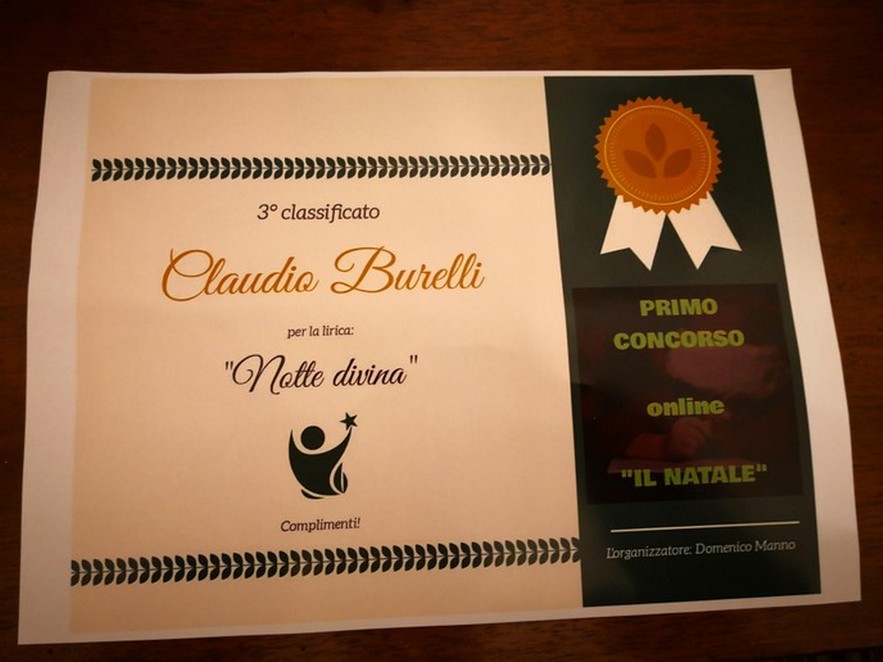 3° classificato
Claudio Burelli
per la lirica:
"Notte divina"
Complimenti!
PRIMO
CONCORSO
online
"IL NATALE"
L'organizzatore: Domenico Manno